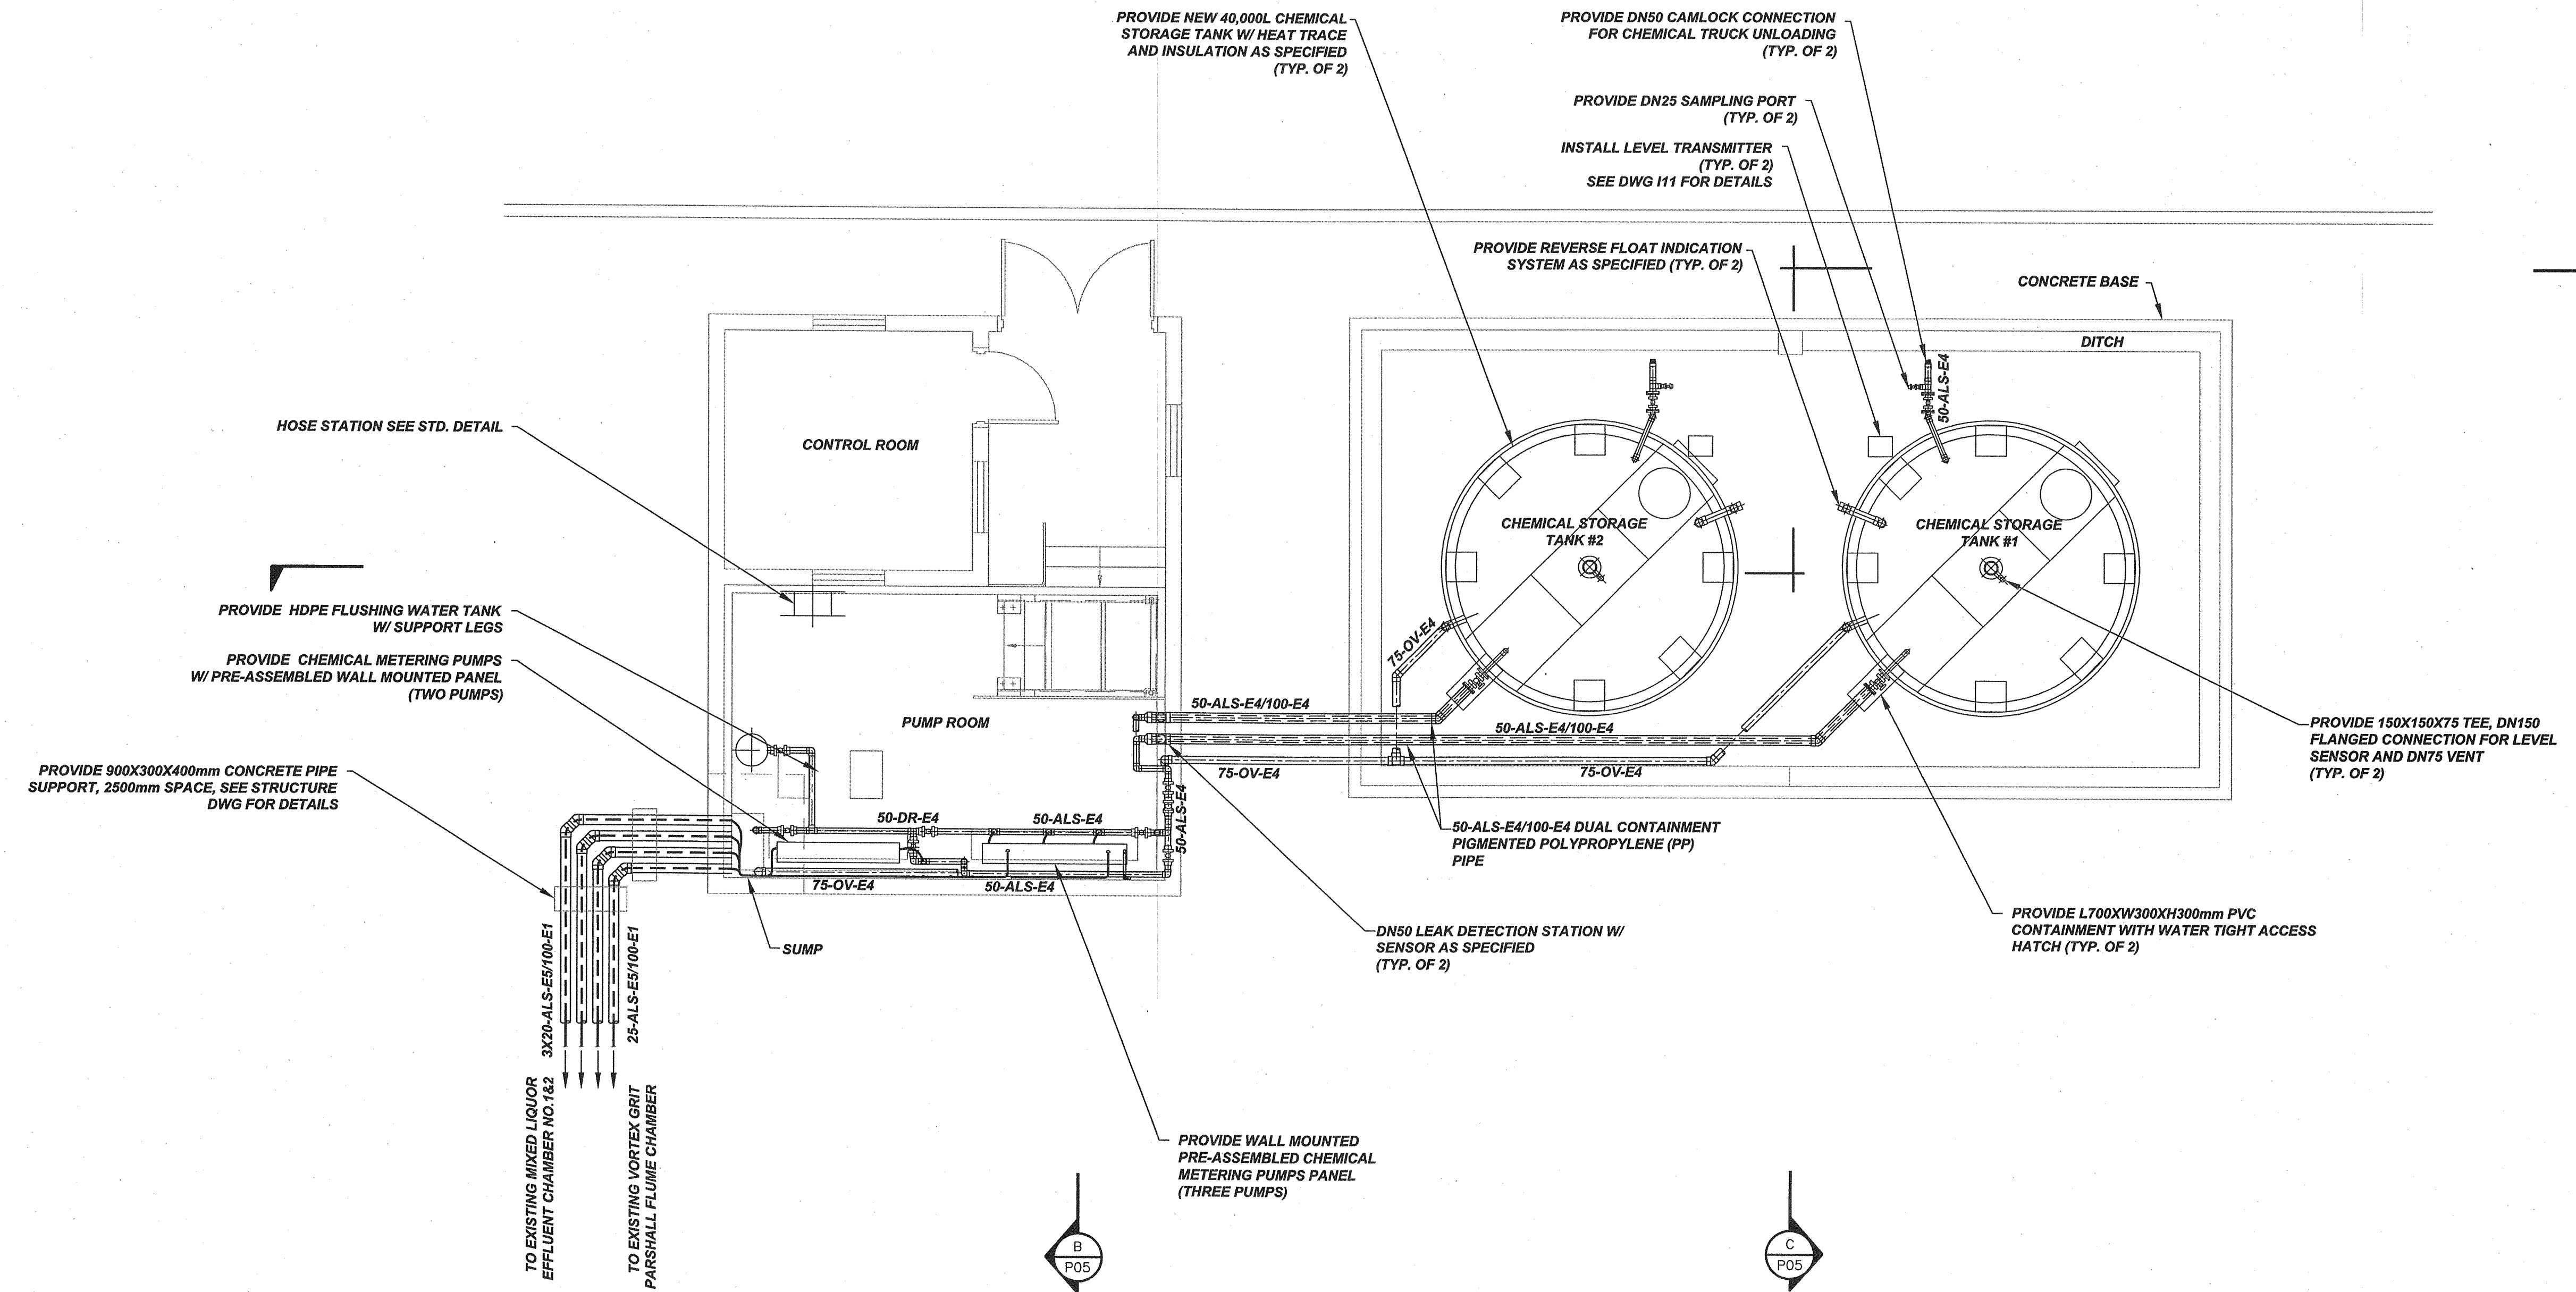 PROVIDE NEW 40,000L CHEMICAL
STORAGE TANK W/ HEAT TRACE
AND INSULATION AS SPECIFIED
(TYP. OF 2)
PROVIDE DN50 CAMLOCK CONNECTION
FOR CHEMICAL TRUCK UNLOADING
(TYP. OF 2)
PROVIDE DN25 SAMPLING PORT
(TYP. OF 2)
INSTALL LEVEL TRANSMITTER
(TYP. OF 2)
SEE DWG I11 FOR DETAILS
PROVIDE REVERSE FLOAT INDICATION
SYSTEM AS SPECIFIED (TYP. OF 2)
CONCRETE BASE
DITCH
50-ALS-E4
HOSE STATION SEE STD. DETAIL
CONTROL ROOM
CHEMICAL STORAGE
TANK #2
CHEMICAL STORAGE
TANK #1
PROVIDE HDPE FLUSHING WATER TANK
W/ SUPPORT LEGS
PROVIDE CHEMICAL METERING PUMPS
W/ PRE-ASSEMBLED WALL MOUNTED PANEL
(TWO PUMPS)
75-OV-E4
50-ALS-E4/100-E4
PUMP ROOM
50-ALS-E4/100-E4
PROVIDE 150X150X75 TEE, DN150
FLANGED CONNECTION FOR LEVEL
SENSOR AND DN75 VENT
(TYP. OF 2)
PROVIDE 900X300X400mm CONCRETE PIPE
SUPPORT, 2500mm SPACE, SEE STRUCTURE
DWG FOR DETAILS
75-OV-E4
75-OV-E4
50-DR-E4
50-ALS-E4
50-ALS-E4
50-ALS-E4/100-E4 DUAL CONTAINMENT
PIGMENTED POLYPROPYLENE (PP)
PIPE
75-OV-E4
50-ALS-E4
PROVIDE L700XW300XH300mm PVC
CONTAINMENT WITH WATER TIGHT ACCESS
HATCH (TYP. OF 2)
DN50 LEAK DETECTION STATION W/
SENSOR AS SPECIFIED
(TYP. OF 2)
SUMP
3X20-ALS-E5/100-E1
25-ALS-E5/100-E1
TO EXISTING MIXED LIQUOR
EFFLUENT CHAMBER NO.1&2
TO EXISTING VORTEX GRIT
PARSHALL FLUME CHAMBER
PROVIDE WALL MOUNTED
PRE-ASSEMBLED CHEMICAL
METERING PUMPS PANEL
(THREE PUMPS)
B
P05
C
P05